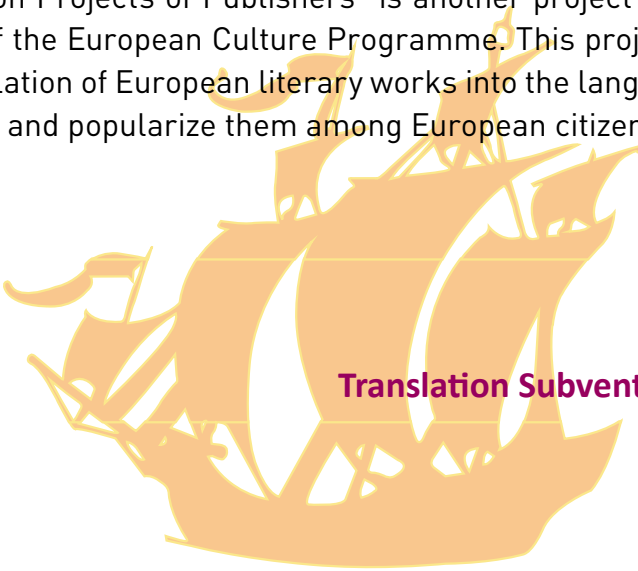 on Projects of Publishers" is another project
f the European Culture Programme. This proj
lation of European literary works into the lang
and popularize them among European citizen
Translation Subvent